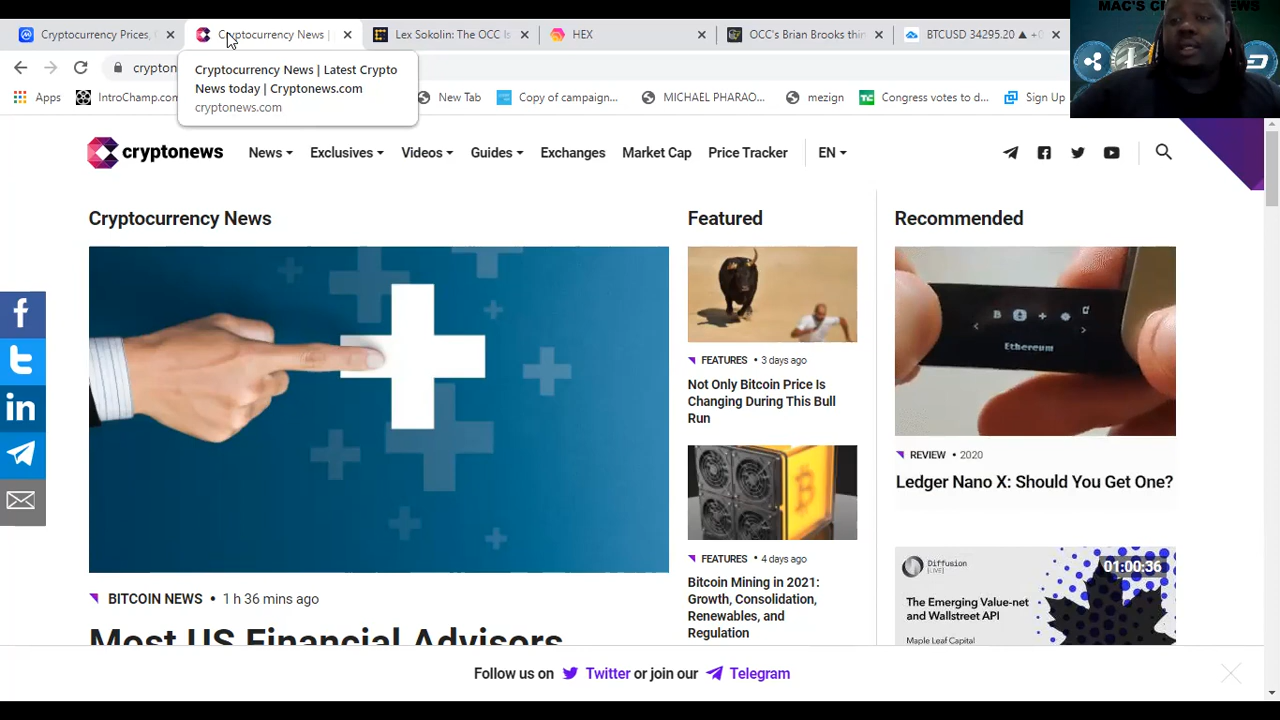 Cryptocurrency Prices,
Cryptocurrency News |
Lex Sokolin: The OCC Is
HEX
OCC's Brian Brooks thin
BTCUSD 34295.20 ▲ +0
MAC'S
crypton
Cryptocurrency News | Latest Crypto
News today | Cryptonews.com
cryptonews.com
Apps
IntroChamp.com
New Tab
Copy of campaign...
MICHAEL PHARAO...
mezign
Congress votes to d...
Sign Up
cryptonews
News
Exclusives
Videos
Guides
Exchanges
Market Cap
Price Tracker
EN
Cryptocurrency News
BITCOIN NEWS • 1 h 36 mins ago
Most US Financial Advisors
Featured
FEATURES • 3 days ago
Not Only Bitcoin Price Is
Changing During This Bull
Run
FEATURES • 4 days ago
Bitcoin Mining in 2021:
Growth, Consolidation,
Renewables, and
Regulation
Recommended
Ethereum
REVIEW • 2020
Ledger Nano X: Should You Get One?
Diffusion
[LIVE]
01:00:36
The Emerging Value-net
and Wallstreet API
Maple Leaf Capital
Follow us on Twitter or join our Telegram